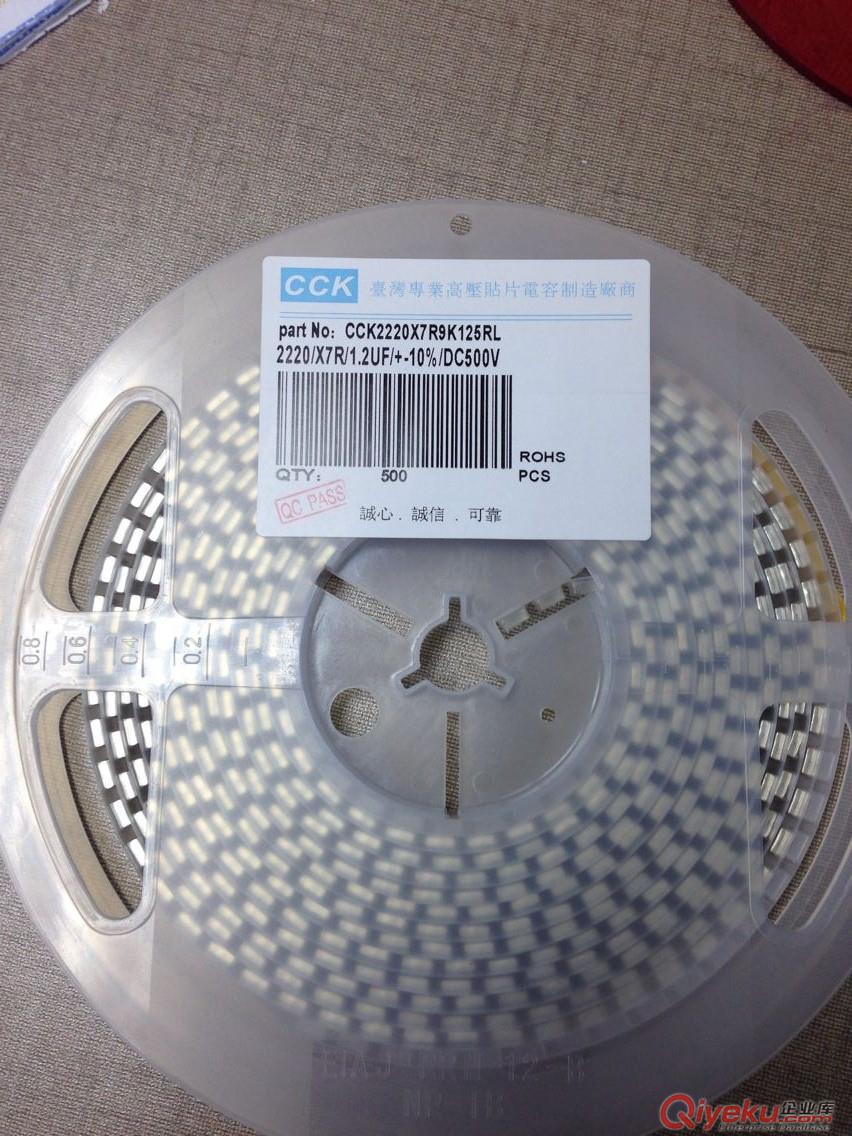 CCK 臺灣專業高壓貼片電容制造廠商
part No: CCK2220X7R9K125RL
2220/X7R/1.2UF/+-10%/DC500V
ROHS
QTY: 500 PCS
QC PASS
誠心 . 誠信 . 可靠
0.8 0.6 0.4 0.2
Qiyeku.com 企业库
Enterprise Database